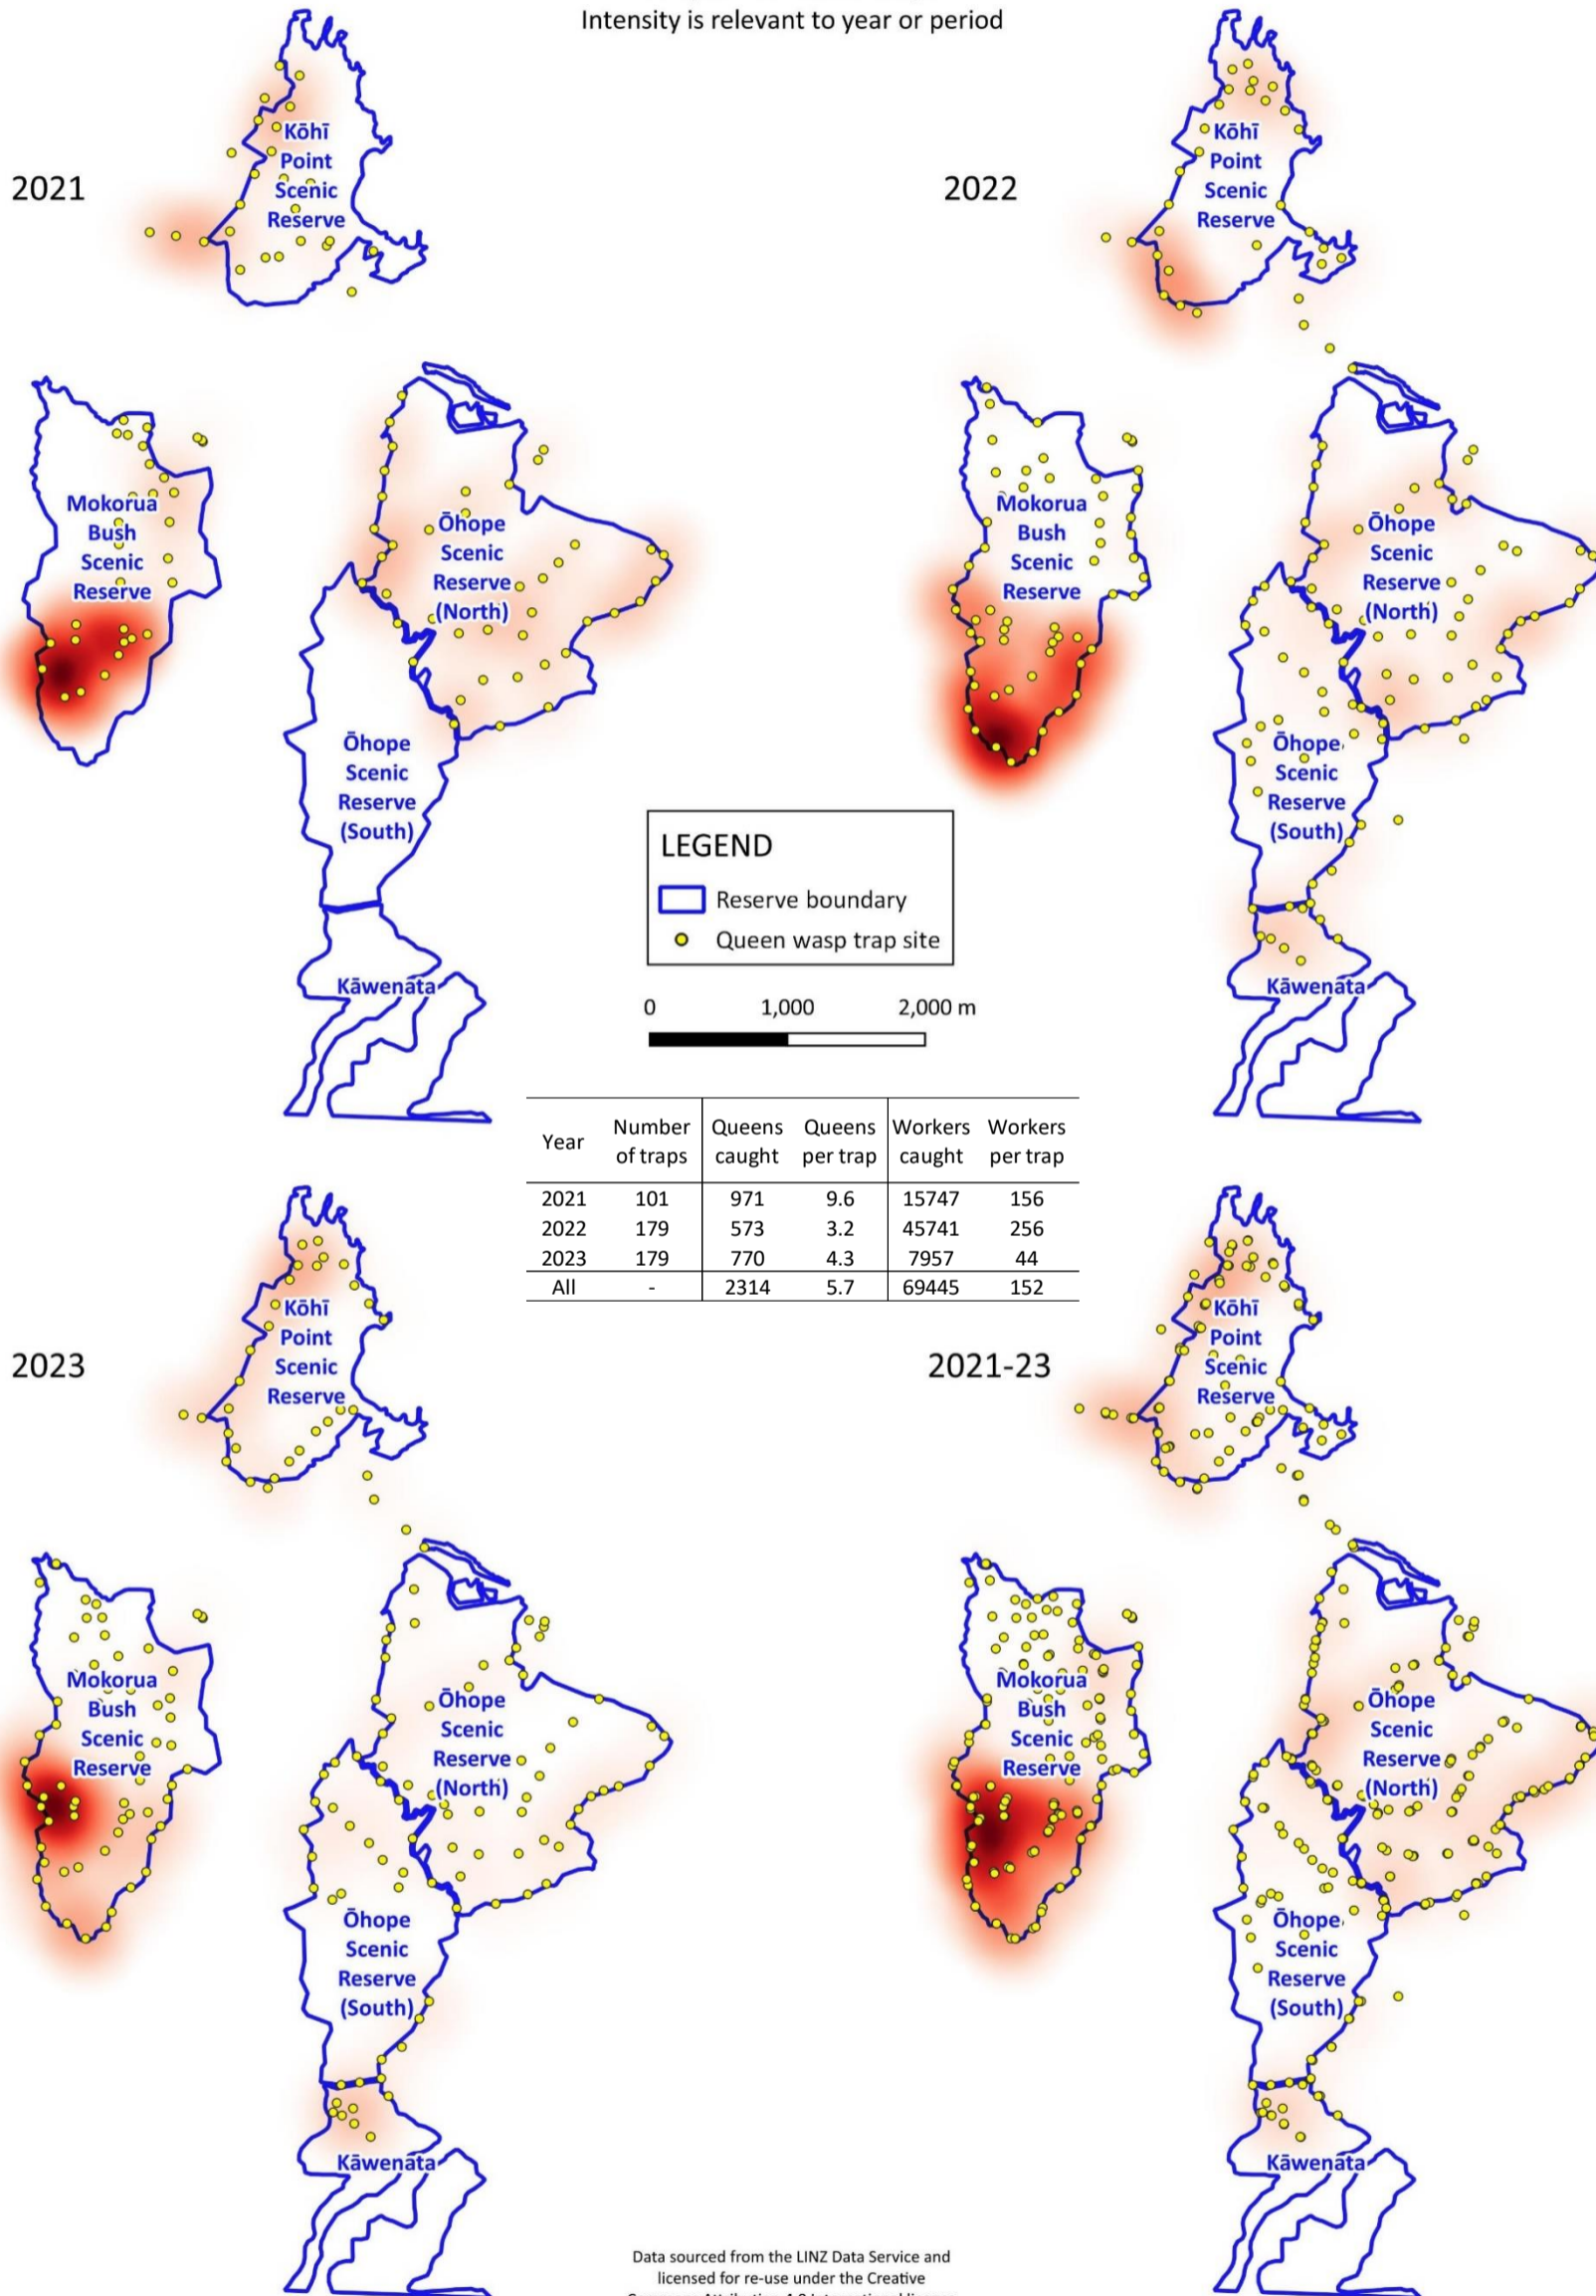 Intensity is relevant to year or period
2021
Kōhī
Point
Scenic
Reserve
Mokorua
Bush
Scenic
Reserve
Ōhope
Scenic
Reserve
(North)
Ōhope
Scenic
Reserve
(South)
Kāwenata
2022
Kōhī
Point
Scenic
Reserve
Mokorua
Bush
Scenic
Reserve
Ōhope
Scenic
Reserve
(North)
Ōhope
Scenic
Reserve
(South)
Kāwenata
LEGEND
Reserve boundary
Queen wasp trap site
0 1,000 2,000 m
Year Number of traps Queens caught Queens per trap Workers caught Workers per trap
2021 101 971 9.6 15747 156
2022 179 573 3.2 45741 256
2023 179 770 4.3 7957 44
All - 2314 5.7 69445 152
2023
Kōhī
Point
Scenic
Reserve
Mokorua
Bush
Scenic
Reserve
Ōhope
Scenic
Reserve
(North)
Ōhope
Scenic
Reserve
(South)
Kāwenata
2021-23
Kōhī
Point
Scenic
Reserve
Mokorua
Bush
Scenic
Reserve
Ōhope
Scenic
Reserve
(North)
Ōhope
Scenic
Reserve
(South)
Kāwenata
Data sourced from the LINZ Data Service and
licensed for re-use under the Creative